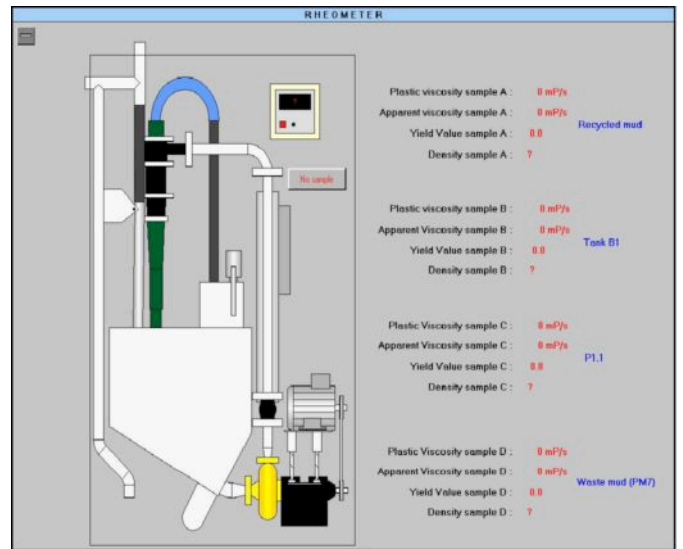 RHEOMETER
Plastic viscosity sample A : 0 mP/s
Apparent viscosity sample A : 0 mP/s
Recycled mud
Yield Value sample A : 0.0
Density sample A : ?
No sample
Plastic viscosity sample B : 0 mP/s
Apparent Viscosity sample B : 0 mP/s
Tank B1
Yield Value sample B : 0.0
Density sample B : ?
Plastic Viscosity sample C : 0 mP/s
Apparent Viscosity sample C : 0 mP/s
P1.1
Yield Value sample C : 0.0
Density sample C : ?
Plastic Viscosity sample D : 0 mP/s
Apparent Viscosity sample D : 0 mP/s
Waste mud (PM7)
Yield Value sample D : 0.0
Density sample D : ?